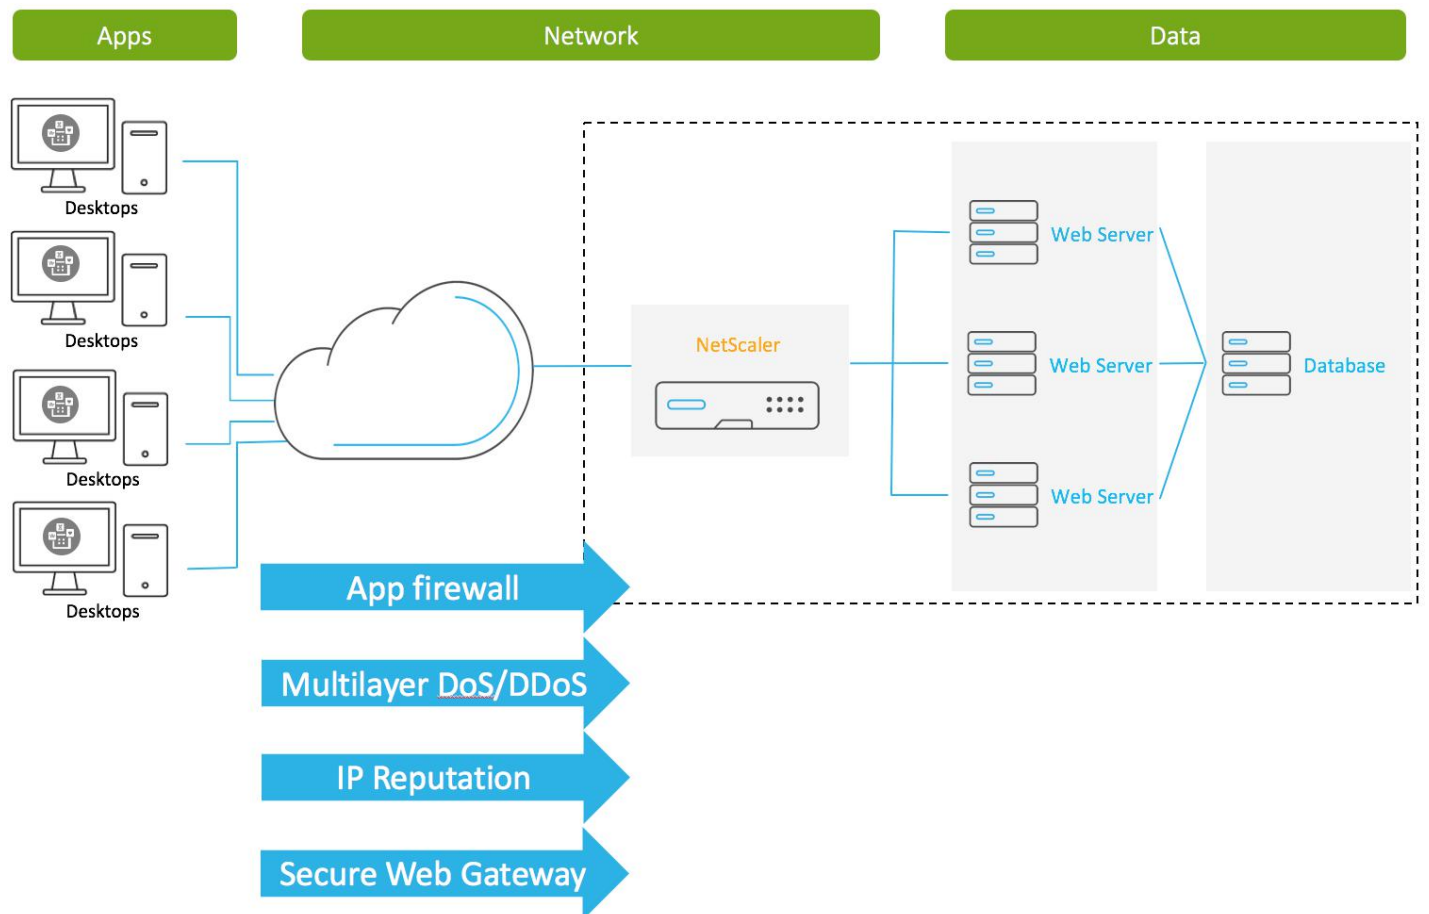 Apps
Network
Data
Desktops
Desktops
Desktops
Desktops
NetScaler
Web Server
Web Server
Web Server
Database
App firewall
Multilayer DoS/DDoS
IP Reputation
Secure Web Gateway